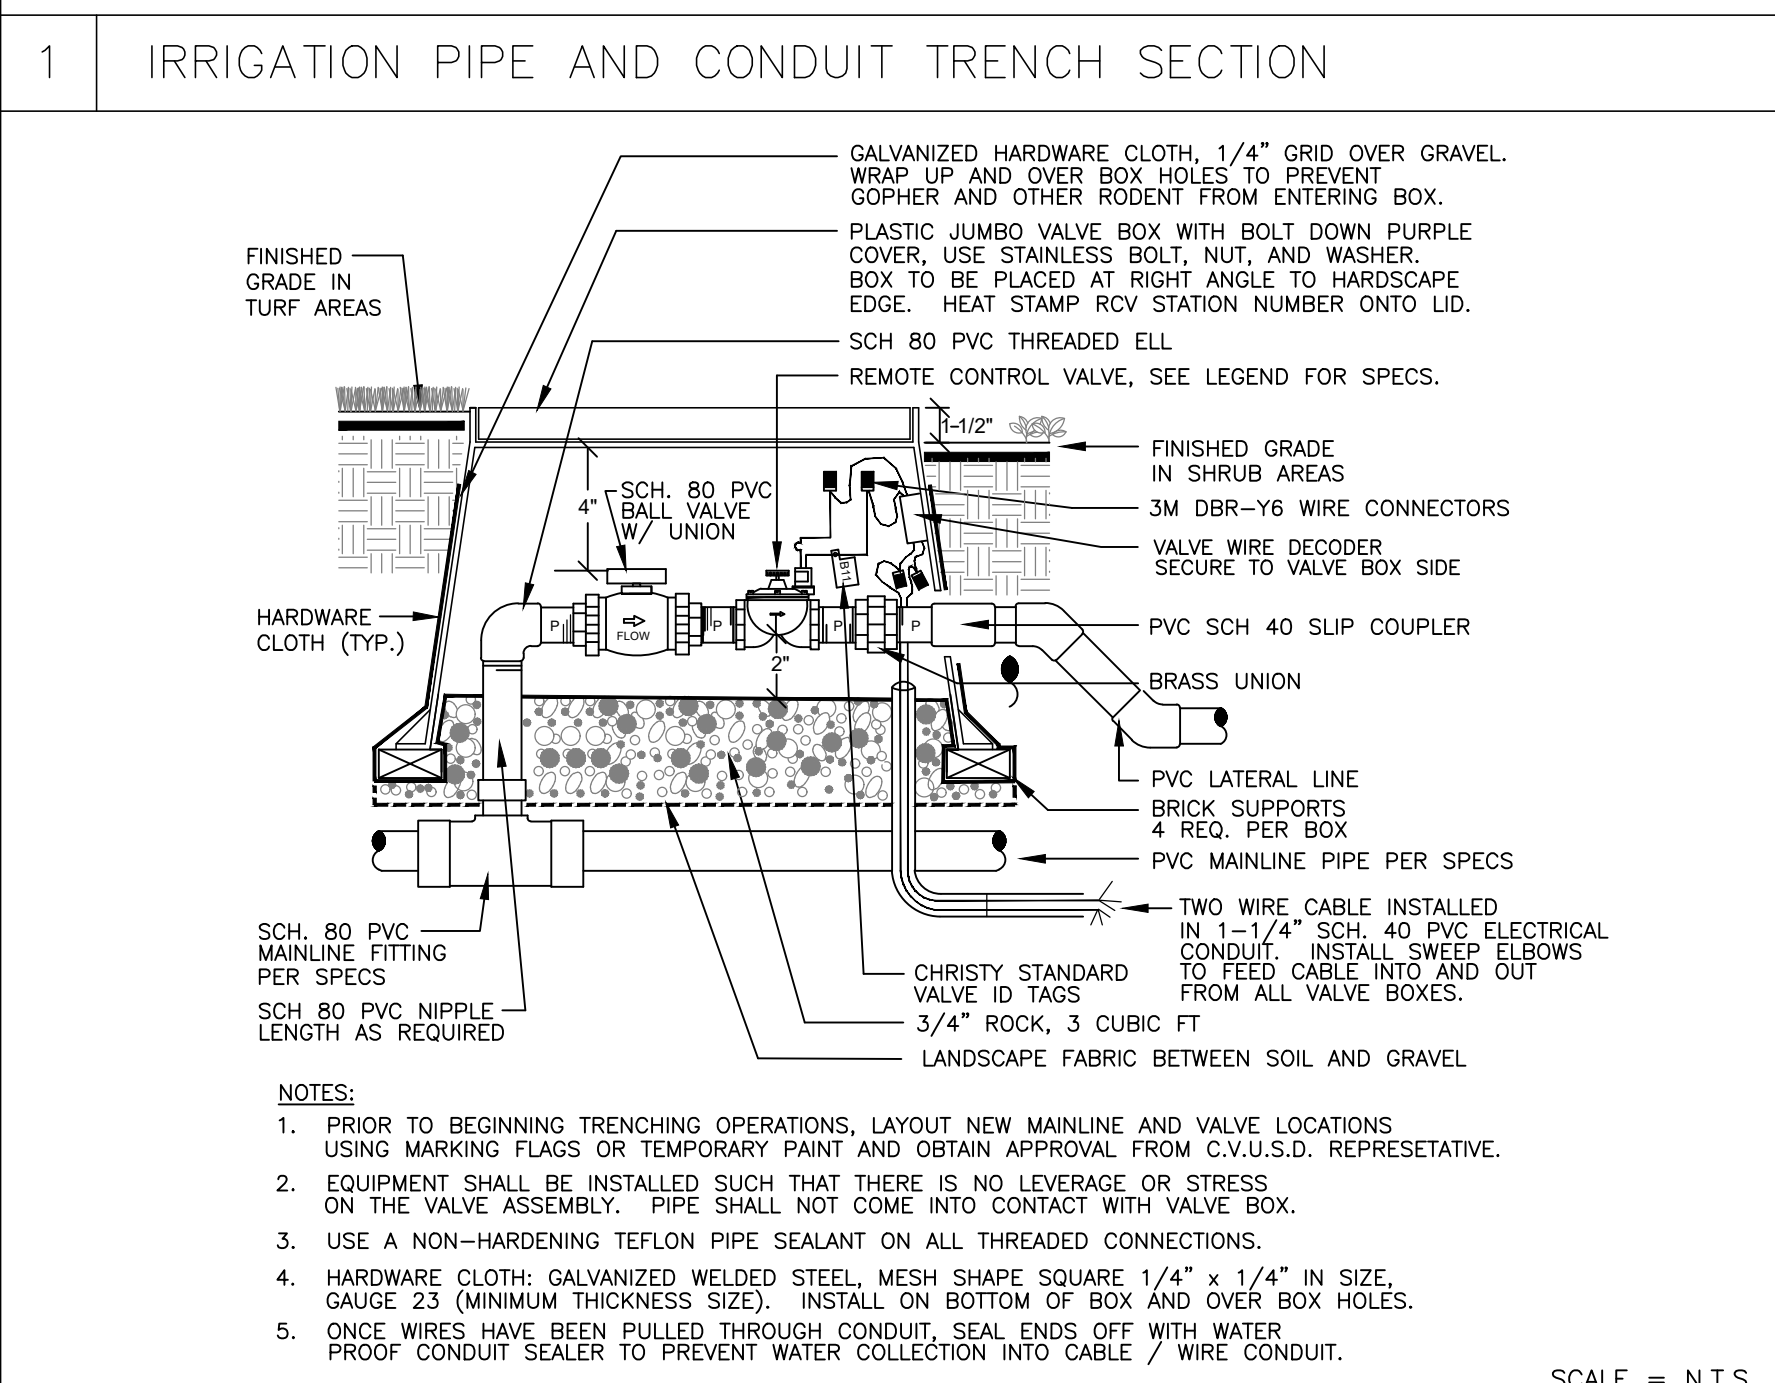 1
IRRIGATION PIPE AND CONDUIT TRENCH SECTION
GALVANIZED HARDWARE CLOTH, 1/4" GRID OVER GRAVEL.
WRAP UP AND OVER BOX HOLES TO PREVENT
GOPHER AND OTHER RODENT FROM ENTERING BOX.
PLASTIC JUMBO VALVE BOX WITH BOLT DOWN PURPLE
COVER, USE STAINLESS BOLT, NUT, AND WASHER.
BOX TO BE PLACED AT RIGHT ANGLE TO HARDSCAPE
EDGE. HEAT STAMP RCV STATION NUMBER ONTO LID.
FINISHED
GRADE IN
TURF AREAS
SCH 80 PVC THREADED ELL
REMOTE CONTROL VALVE, SEE LEGEND FOR SPECS.
1-1/2"
FINISHED GRADE
IN SHRUB AREAS
4"
SCH. 80 PVC
BALL VALVE
W/ UNION
3M DBR-Y6 WIRE CONNECTORS
VALVE WIRE DECODER
SECURE TO VALVE BOX SIDE
B11
HARDWARE
CLOTH (TYP.)
P
FLOW
P
P
P
PVC SCH 40 SLIP COUPLER
2"
BRASS UNION
PVC LATERAL LINE
BRICK SUPPORTS
4 REQ. PER BOX
PVC MAINLINE PIPE PER SPECS
TWO WIRE CABLE INSTALLED
IN 1-1/4" SCH. 40 PVC ELECTRICAL
CONDUIT. INSTALL SWEEP ELBOWS
TO FEED CABLE INTO AND OUT
FROM ALL VALVE BOXES.
SCH. 80 PVC
MAINLINE FITTING
PER SPECS
SCH 80 PVC NIPPLE
LENGTH AS REQUIRED
CHRISTY STANDARD
VALVE ID TAGS
3/4" ROCK, 3 CUBIC FT
LANDSCAPE FABRIC BETWEEN SOIL AND GRAVEL
NOTES:
1. PRIOR TO BEGINNING TRENCHING OPERATIONS, LAYOUT NEW MAINLINE AND VALVE LOCATIONS
USING MARKING FLAGS OR TEMPORARY PAINT AND OBTAIN APPROVAL FROM C.V.U.S.D. REPRESETATIVE.
2. EQUIPMENT SHALL BE INSTALLED SUCH THAT THERE IS NO LEVERAGE OR STRESS
ON THE VALVE ASSEMBLY. PIPE SHALL NOT COME INTO CONTACT WITH VALVE BOX.
3. USE A NON-HARDENING TEFLON PIPE SEALANT ON ALL THREADED CONNECTIONS.
4. HARDWARE CLOTH: GALVANIZED WELDED STEEL, MESH SHAPE SQUARE 1/4" x 1/4" IN SIZE,
GAUGE 23 (MINIMUM THICKNESS SIZE). INSTALL ON BOTTOM OF BOX AND OVER BOX HOLES.
5. ONCE WIRES HAVE BEEN PULLED THROUGH CONDUIT, SEAL ENDS OFF WITH WATER
PROOF CONDUIT SEALER TO PREVENT WATER COLLECTION INTO CABLE / WIRE CONDUIT.
SCALE = N.T.S.